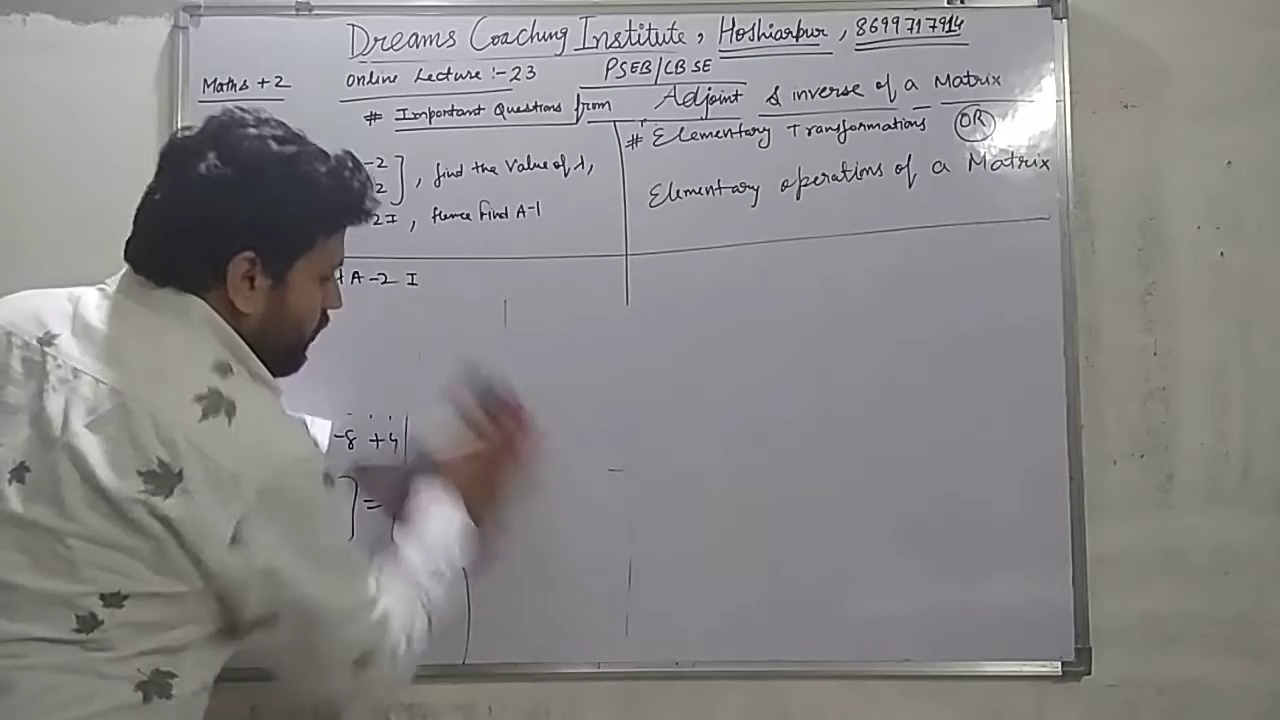 Dreams Coaching Institute, Hoshiarpur, 8699717914
Maths +2 online Lecture :- 23 PSEB/CBSE
# Important Questions from Adjoint & inverse of a Matrix
-2
2 ], find the Value of λ,
2I, Hence Find A-1
# Elementary Transformations OR
Elementary operations of a Matrix
+A-2 I
-8 +4|
] =